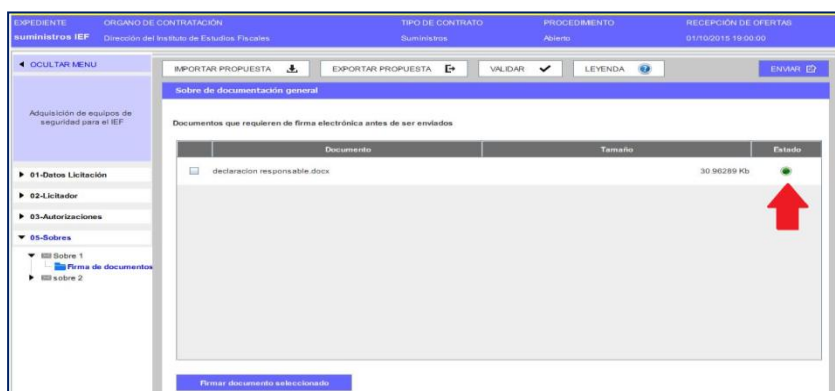 EXPEDIENTE ORGANO DE CONTRATACIÓN TIPO DE CONTRATO PROCEDIMIENTO RECEPCIÓN DE OFERTAS
suministros IEF Dirección del Instituto de Estudios Fiscales Suministros Abierto 01/10/2015 19:00:00
OCULTAR MENU
IMPORTAR PROPUESTA EXPORTAR PROPUESTA VALIDAR LEYENDA ENVIAR
Sobre de documentación general
Adquisición de equipos de
seguridad para el IEF
Documentos que requieren de firma electrónica antes de ser enviados
Documento Tamaño Estado
declaracion responsable.docx 30.96289 Kb
01-Datos Licitación
02-Licitador
03-Autorizaciones
05-Sobres
Sobre 1
Firma de documentos
sobre 2
Firmar documento seleccionado